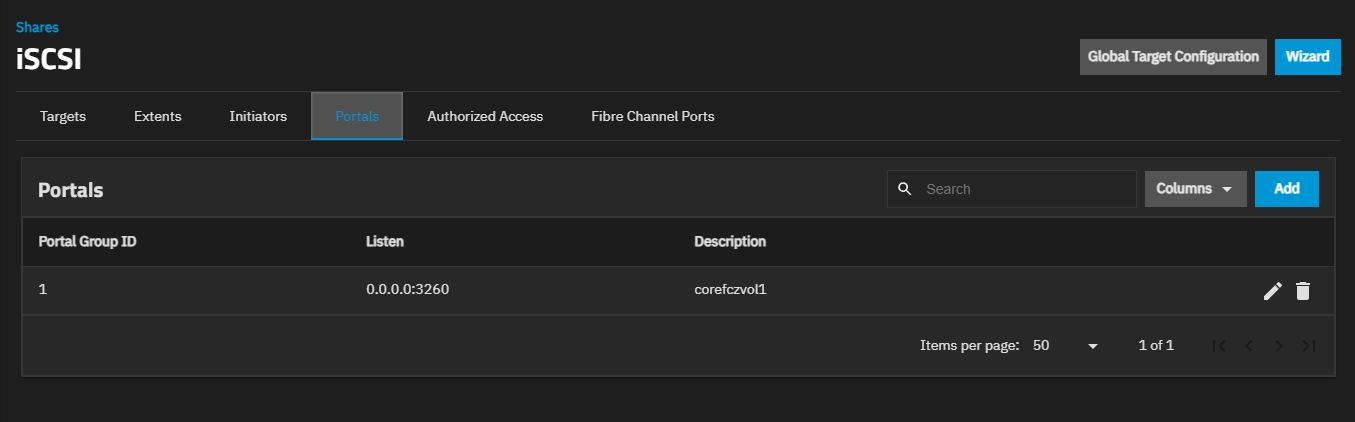 Shares
iSCSI
Global Target Configuration Wizard
Targets Extents Initiators Portals Authorized Access Fibre Channel Ports
Portals Search Columns Add
Portal Group ID Listen Description
1 0.0.0.0:3260 corefczvol1
Items per page: 50 1 of 1